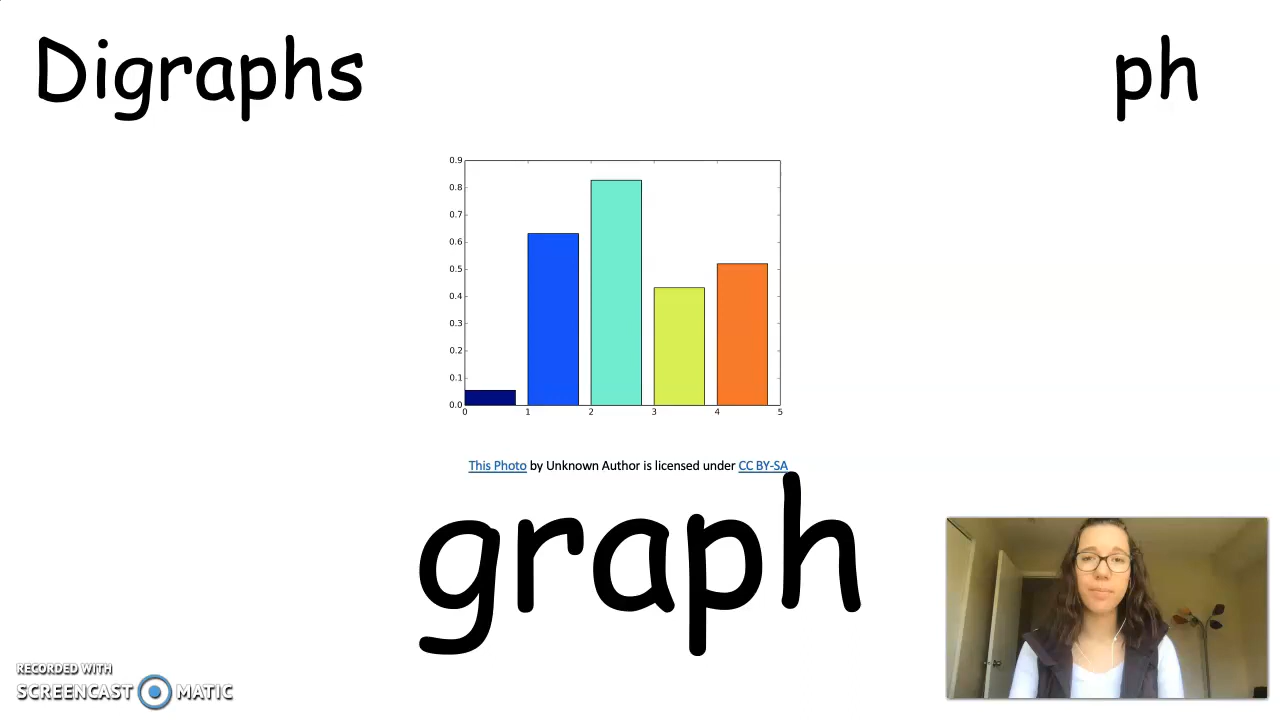 Digraphs
ph
0.9
0.8
0.7
0.6
0.5
0.4
0.3
0.2
0.1
0.0
0 1 2 3 4 5
This Photo by Unknown Author is licensed under CC BY-SA
graph
RECORDED WITH
SCREENCAST MATIC